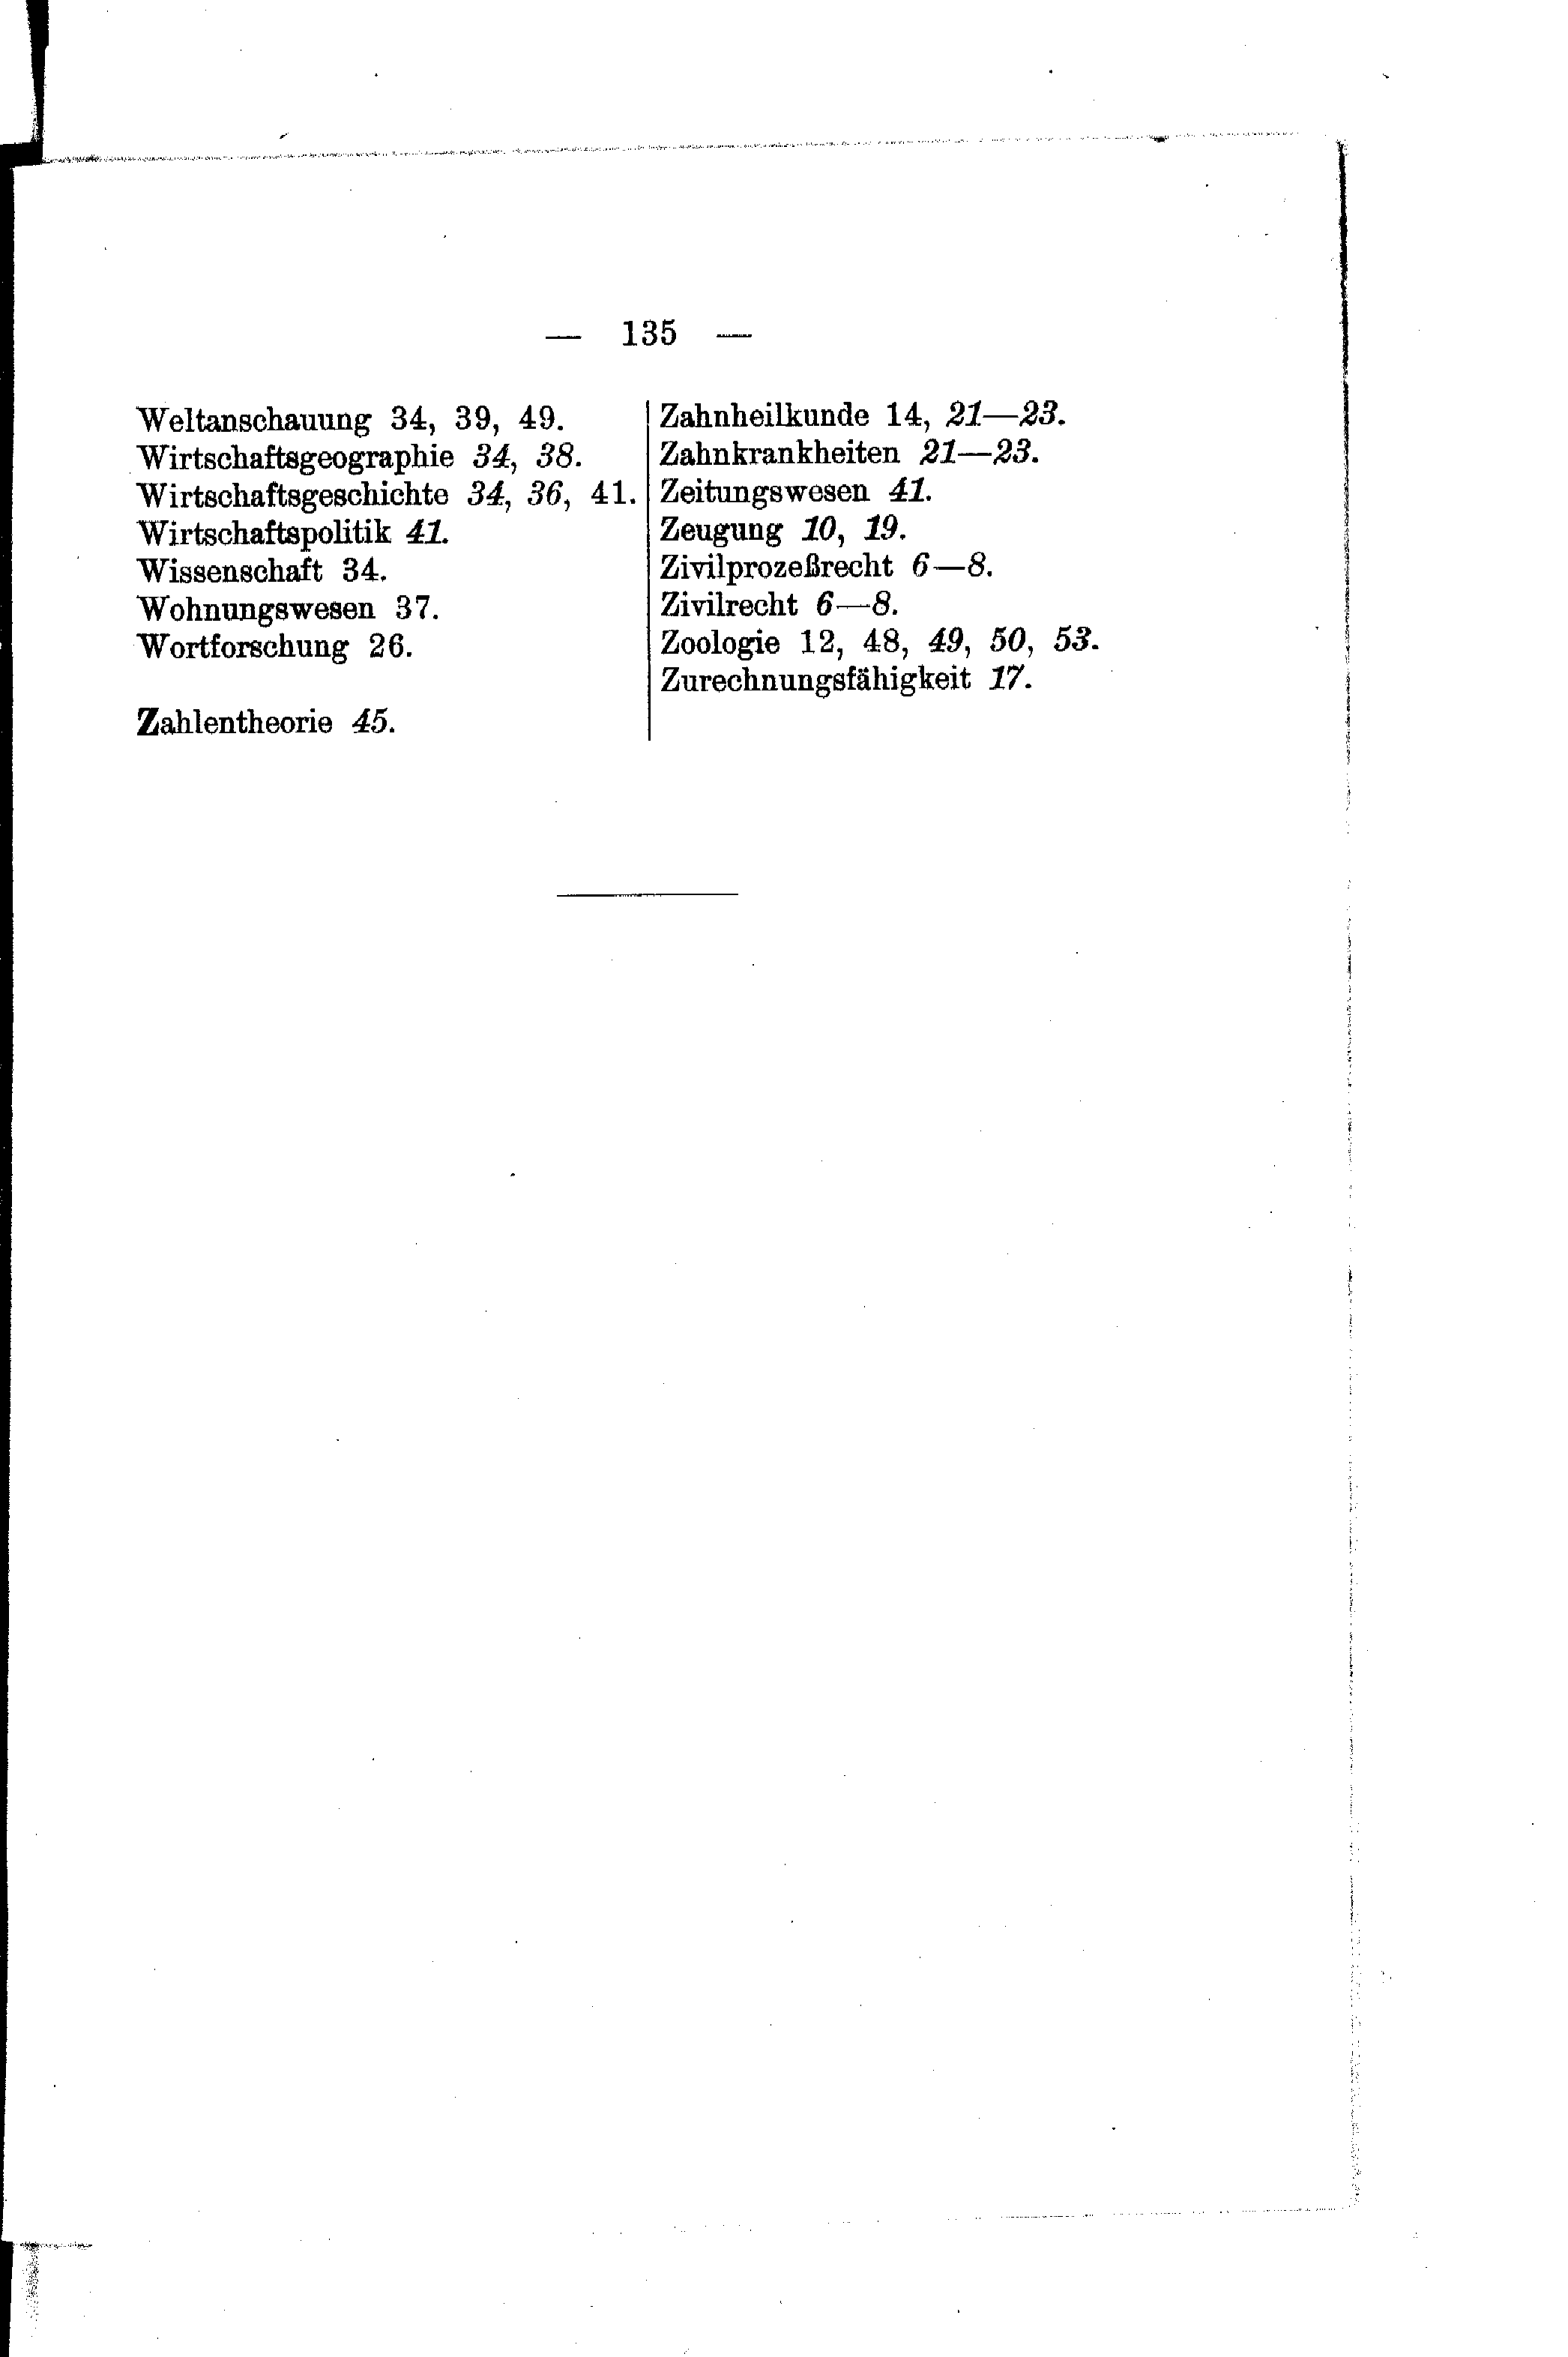 — 135 —
Weltanschauung 34, 39, 49.
Wirtschaftsgeographie 34, 38.
Wirtschaftsgeschichte 34, 36, 41.
Wirtschaftspolitik 41.
Wissenschaft 34.
Wohnungswesen 37.
Wortforschung 26.
Zahlentheorie 45.
Zahnheilkunde 14, 21—23.
Zahnkrankheiten 21—23.
Zeitungswesen 41.
Zeugung 10, 19.
Zivilprozeßrecht 6—8.
Zivilrecht 6—8.
Zoologie 12, 48, 49, 50, 53.
Zurechnungsfähigkeit 17.